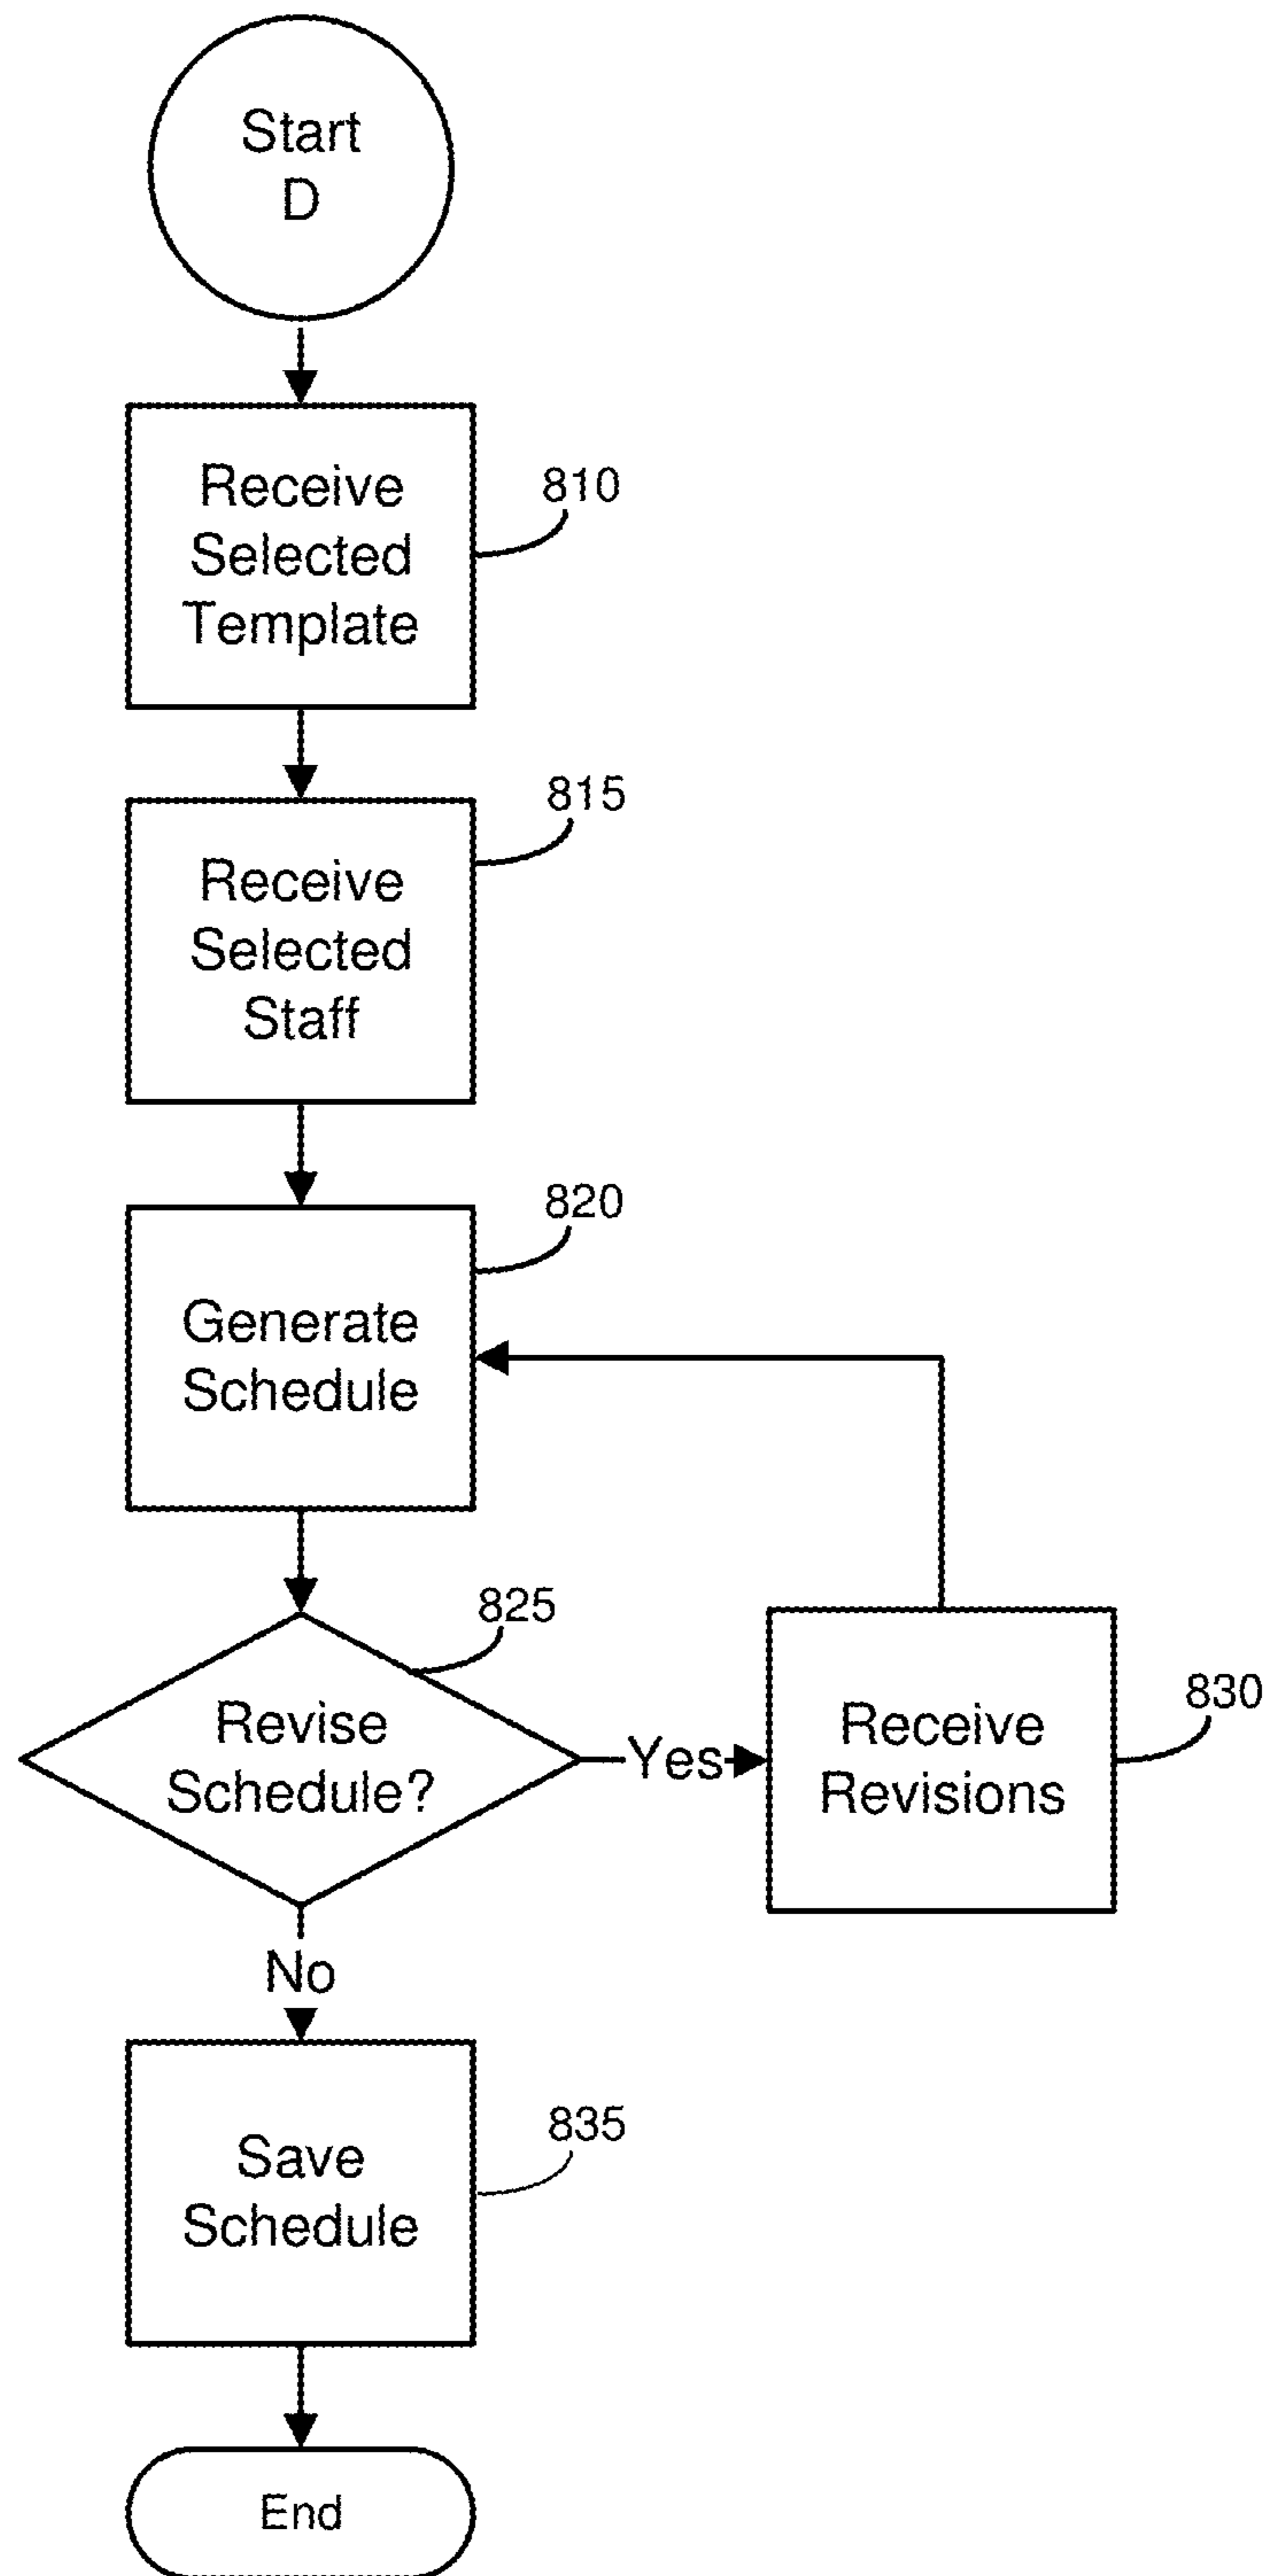 Start
D
Receive
Selected
Template
810
Receive
Selected
Staff
815
Generate
Schedule
820
Revise
Schedule?
825
Yes
Receive
Revisions
830
No
Save
Schedule
835
End